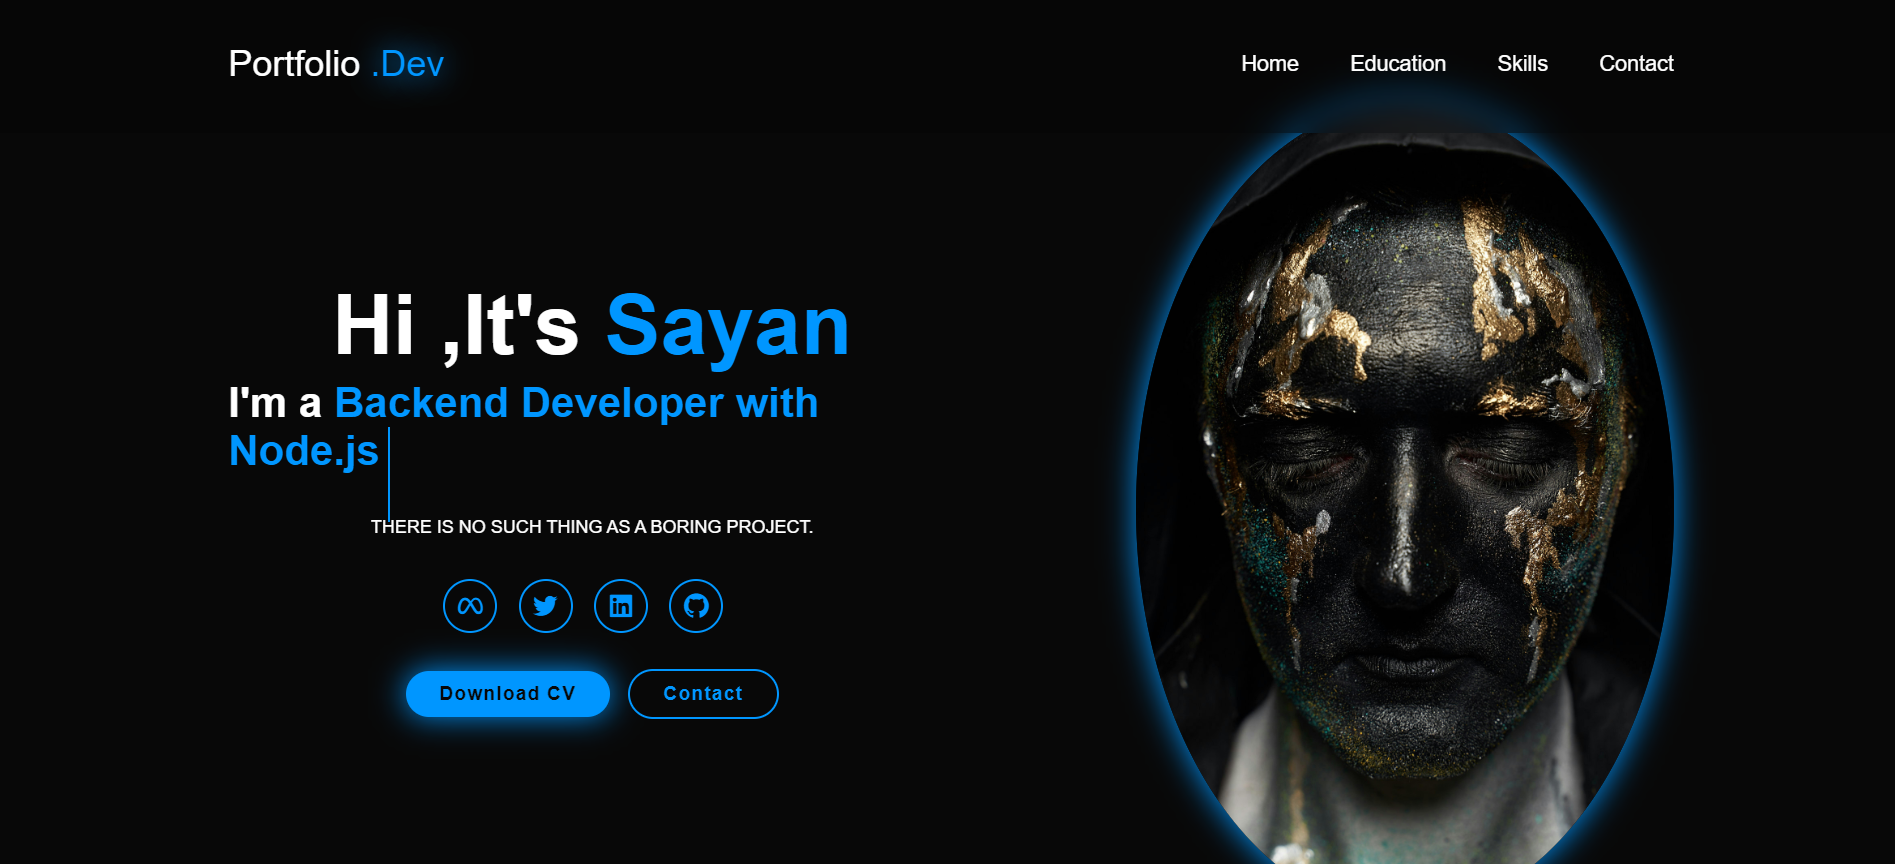 Portfolio .Dev
Home Education Skills Contact
Hi ,It's Sayan
I'm a Backend Developer with
Node.js
THERE IS NO SUCH THING AS A BORING PROJECT.
Download CV Contact